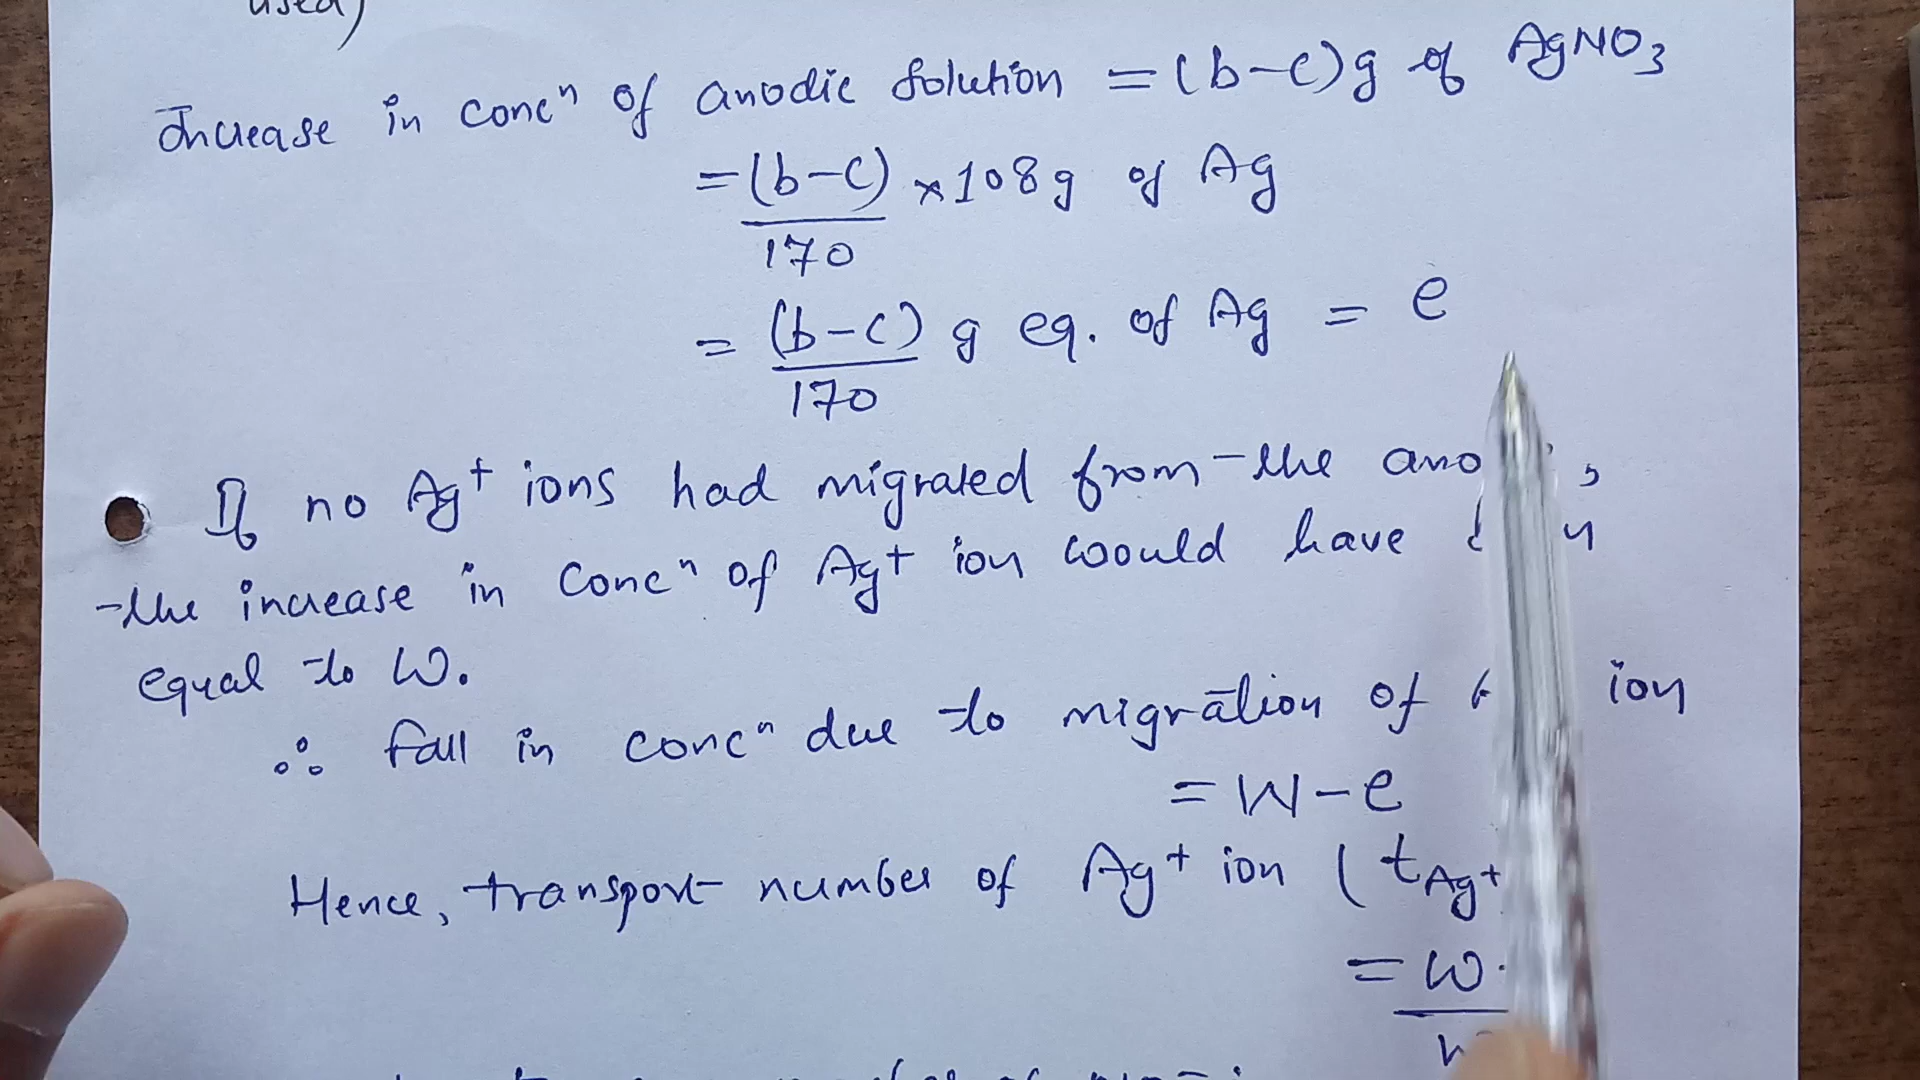 used)
Increase in concⁿ of anodic solution = (b-c)g of AgNO₃
= (b-c) × 108 g of Ag
170
= (b-c) g eq. of Ag = e
170
If no Ag⁺ ions had migrated from the
the increase in concⁿ of Ag⁺ ion would have
equal to W.
∴ fall in concⁿ due to migration of ion
= W-e
Hence, transport number of Ag⁺ ion (tAg⁺
= W